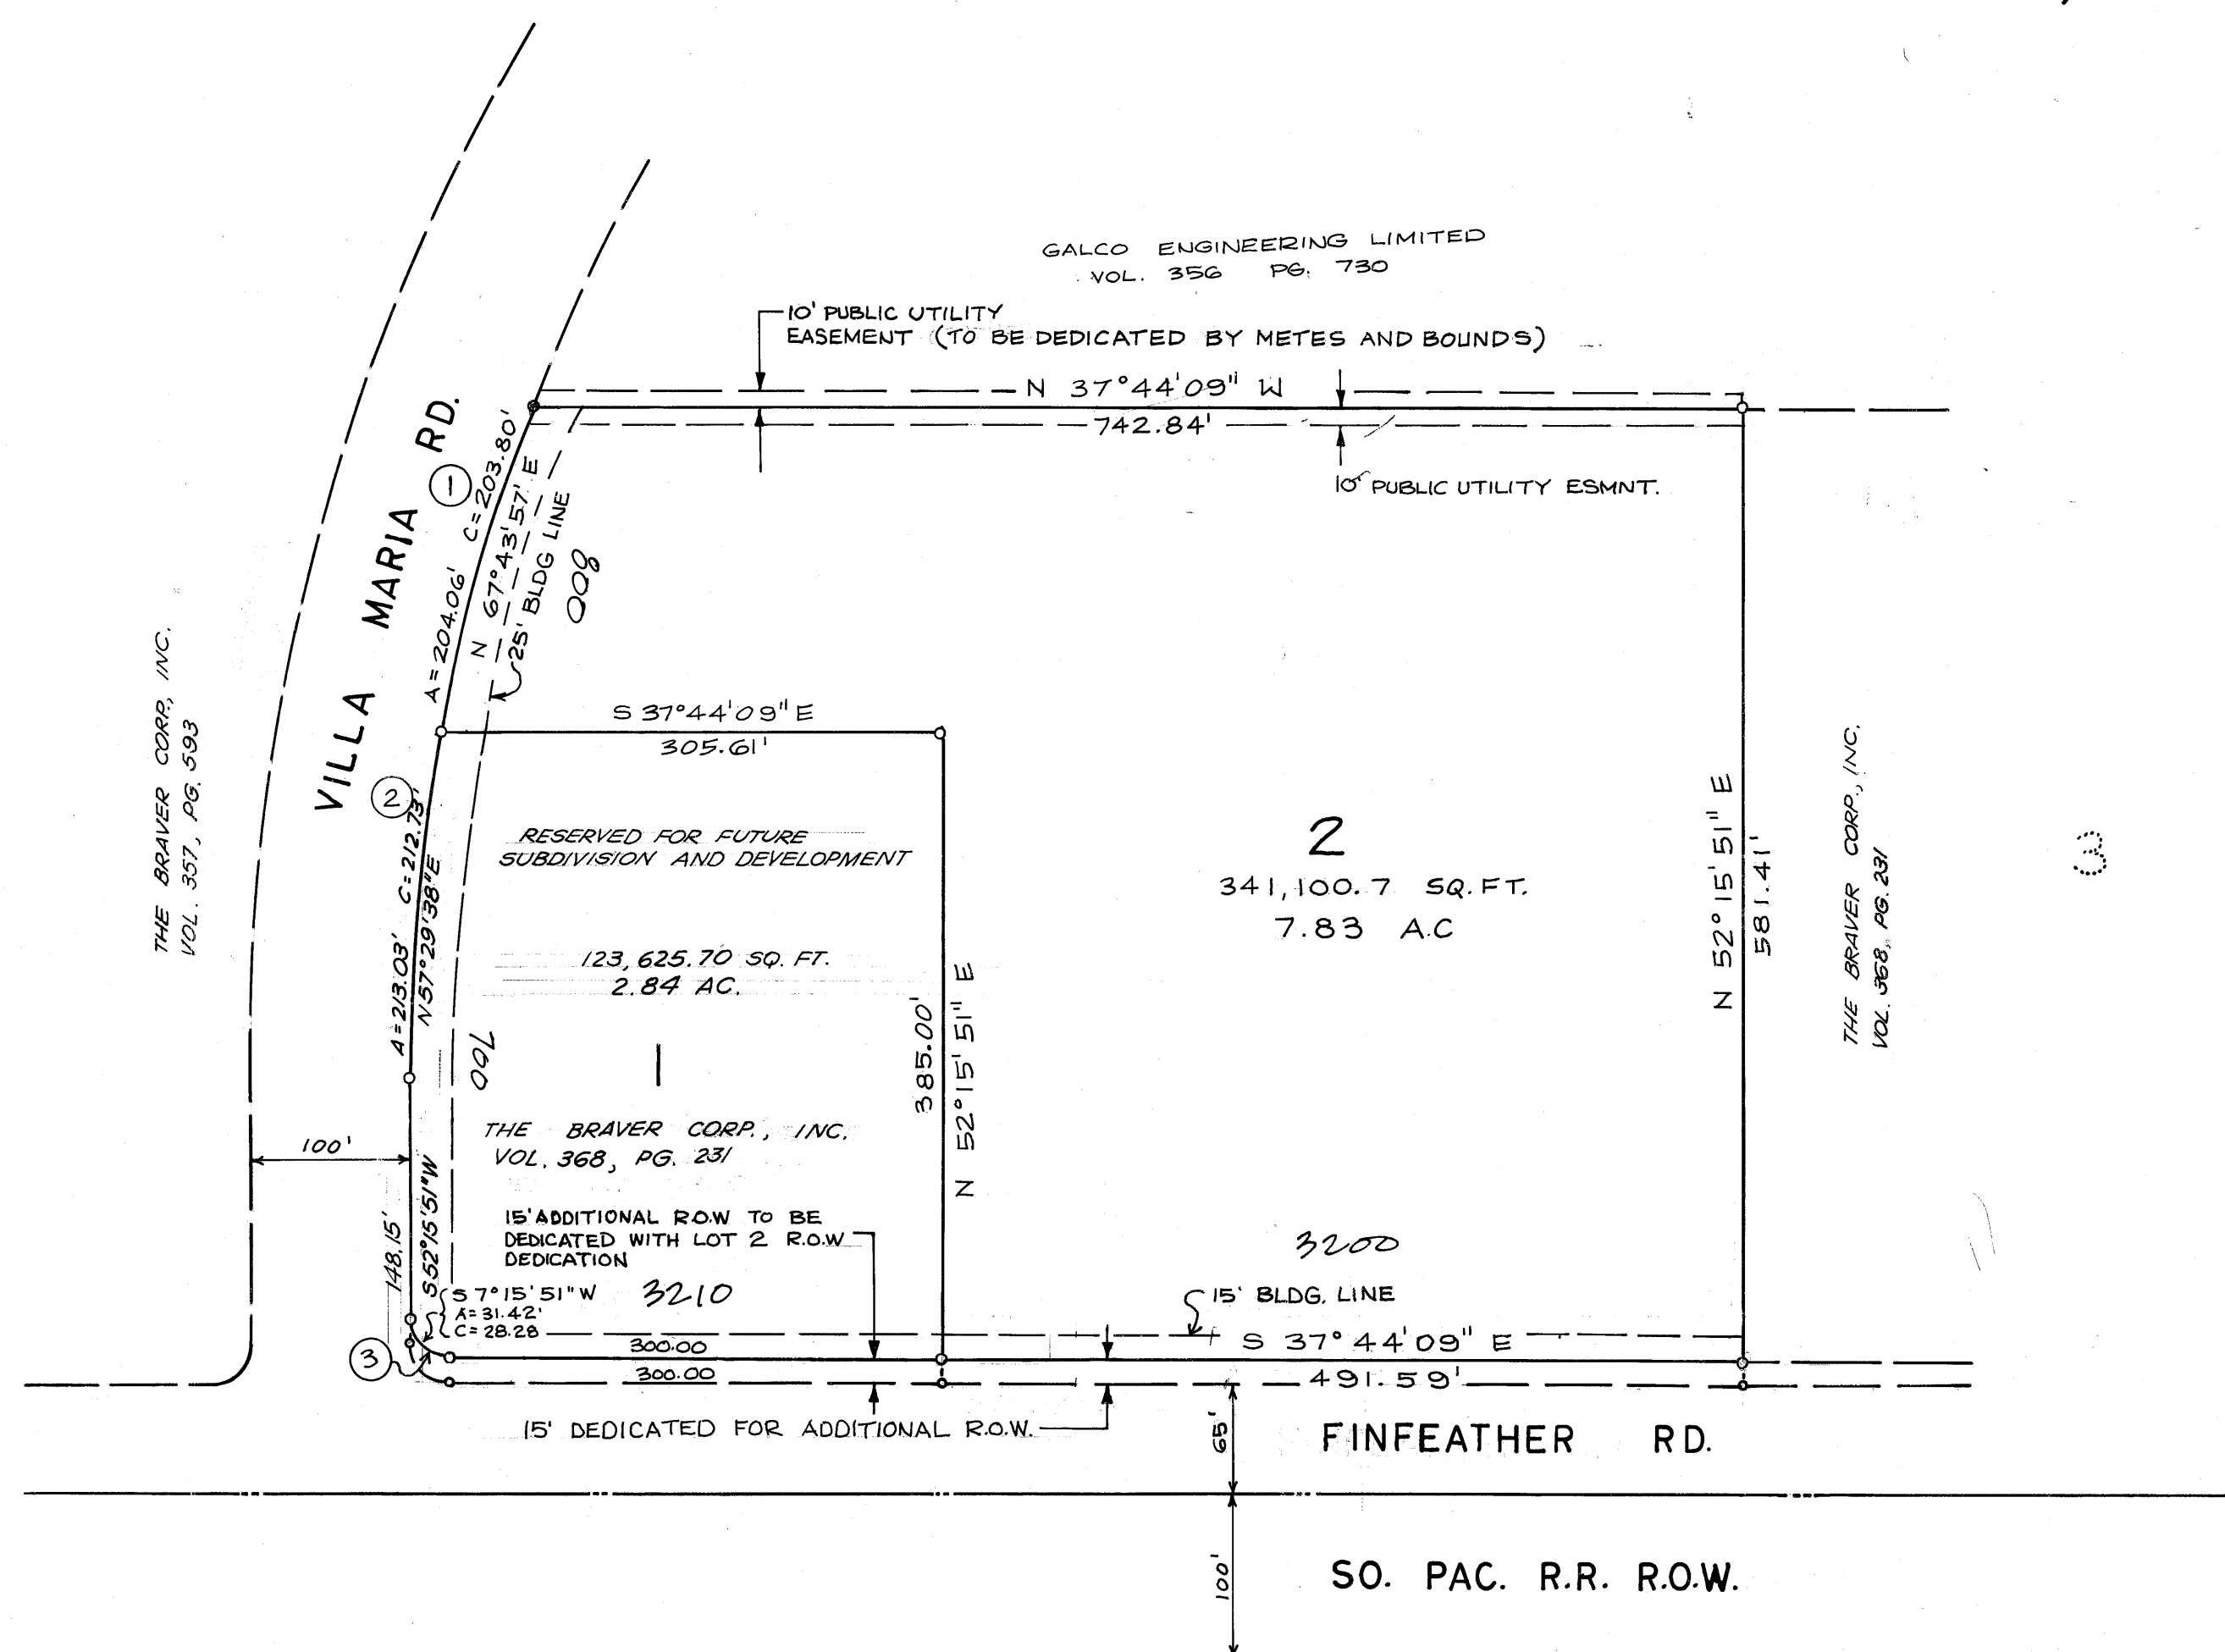 GALCO ENGINEERING LIMITED
VOL. 356 PG. 730
10' PUBLIC UTILITY
EASEMENT (TO BE DEDICATED BY METES AND BOUNDS)
N 37°44'09" W
742.84'
10' PUBLIC UTILITY ESMNT.
VILLA MARIA RD.
1
C=203.80'
A=204.06'
N 67°43'57' E
25' BLDG LINE
800
THE BRAVER CORP., INC.
VOL. 357, PG. 593
S 37°44'09" E
305.61'
2
C=212.73'
A=213.03'
N57°29'38"E
RESERVED FOR FUTURE
SUBDIVISION AND DEVELOPMENT
123,625.70 SQ. FT.
2.84 AC.
1
700
THE BRAVER CORP., INC.
VOL. 368, PG. 231
385.00'
N 52°15'51" E
2
341,100.7 SQ.FT.
7.83 A.C
N 52°15'51" E
581.41'
THE BRAVER CORP., INC.
VOL. 368, PG. 231
3
100'
148.15'
S52°15'51"W
15' ADDITIONAL R.O.W TO BE
DEDICATED WITH LOT 2 R.O.W
DEDICATION
S 7°15'51"W
A=31.42'
C=28.28
3210
3200
15' BLDG. LINE
S 37°44'09" E
3
300.00
300.00
491.59'
15' DEDICATED FOR ADDITIONAL R.O.W.
65'
FINFEATHER RD.
100'
SO. PAC. R.R. R.O.W.